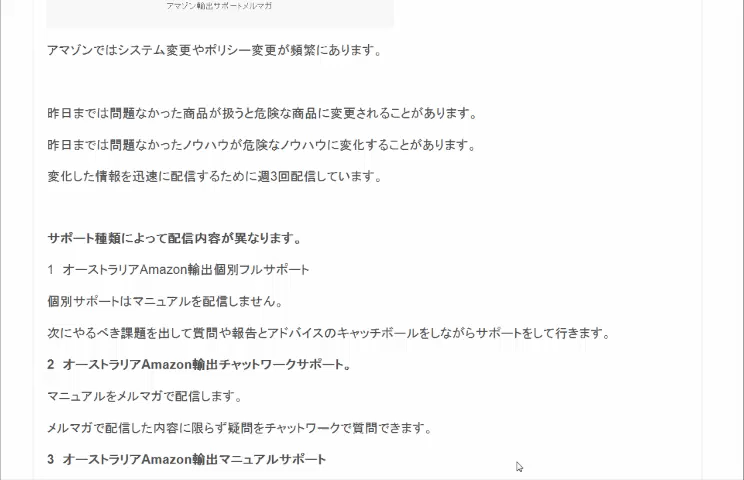 アマゾン輸出サポートメルマガ
アマゾンではシステム変更やポリシー変更が頻繁にあります。
昨日までは問題なかった商品が扱うと危険な商品に変更されることがあります。
昨日までは問題なかったノウハウが危険なノウハウに変化することがあります。
変化した情報を迅速に配信するために週3回配信しています。
サポート種類によって配信内容が異なります。
1 オーストラリアAmazon輸出個別フルサポート
個別サポートはマニュアルを配信しません。
次にやるべき課題を出して質問や報告とアドバイスのキャッチボールをしながらサポートをして行きます。
2 オーストラリアAmazon輸出チャットワークサポート。
マニュアルをメルマガで配信します。
メルマガで配信した内容に限らず疑問をチャットワークで質問できます。
3 オーストラリアAmazon輸出マニュアルサポート